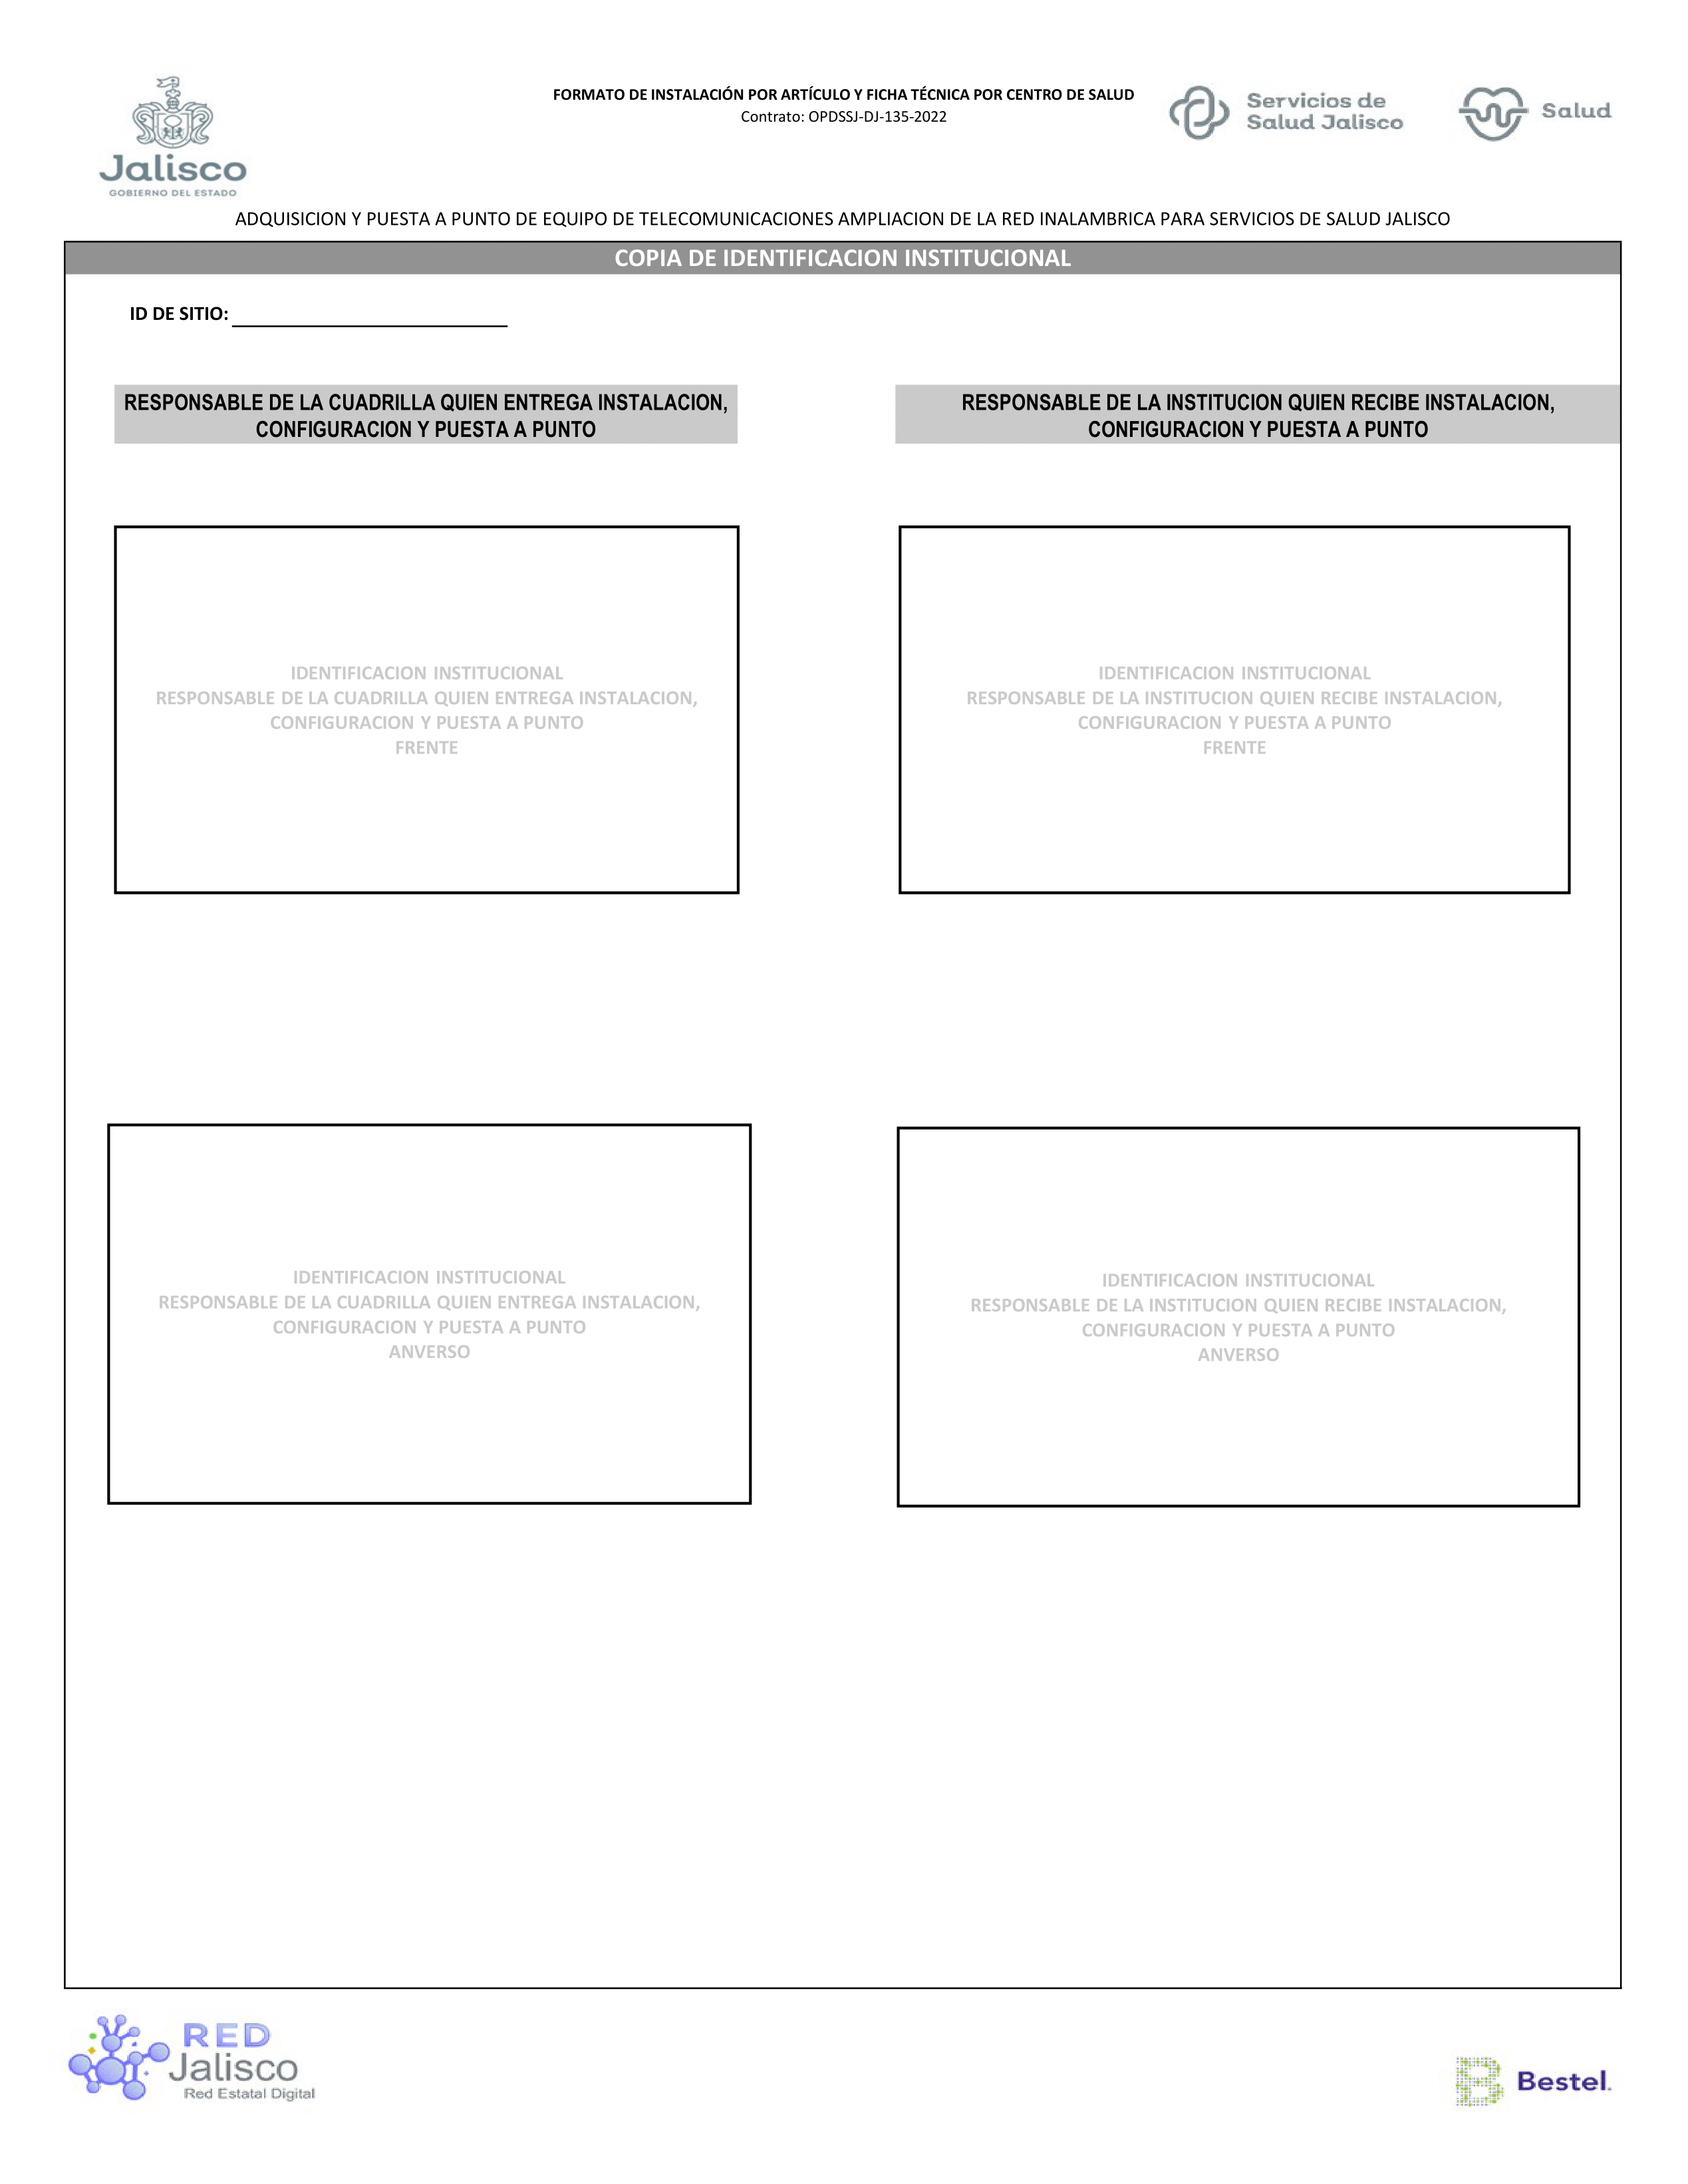 Jalisco
GOBIERNO DEL ESTADO
FORMATO DE INSTALACIÓN POR ARTÍCULO Y FICHA TÉCNICA POR CENTRO DE SALUD
Contrato: OPDSSJ-DJ-135-2022
Servicios de
Salud Jalisco
Salud
ADQUISICION Y PUESTA A PUNTO DE EQUIPO DE TELECOMUNICACIONES AMPLIACION DE LA RED INALAMBRICA PARA SERVICIOS DE SALUD JALISCO
COPIA DE IDENTIFICACION INSTITUCIONAL
ID DE SITIO:
RESPONSABLE DE LA CUADRILLA QUIEN ENTREGA INSTALACION,
CONFIGURACION Y PUESTA A PUNTO
RESPONSABLE DE LA INSTITUCION QUIEN RECIBE INSTALACION,
CONFIGURACION Y PUESTA A PUNTO
IDENTIFICACION INSTITUCIONAL
RESPONSABLE DE LA CUADRILLA QUIEN ENTREGA INSTALACION,
CONFIGURACION Y PUESTA A PUNTO
FRENTE
IDENTIFICACION INSTITUCIONAL
RESPONSABLE DE LA INSTITUCION QUIEN RECIBE INSTALACION,
CONFIGURACION Y PUESTA A PUNTO
FRENTE
IDENTIFICACION INSTITUCIONAL
RESPONSABLE DE LA CUADRILLA QUIEN ENTREGA INSTALACION,
CONFIGURACION Y PUESTA A PUNTO
ANVERSO
IDENTIFICACION INSTITUCIONAL
RESPONSABLE DE LA INSTITUCION QUIEN RECIBE INSTALACION,
CONFIGURACION Y PUESTA A PUNTO
ANVERSO
RED
Jalisco
Red Estatal Digital
Bestel.